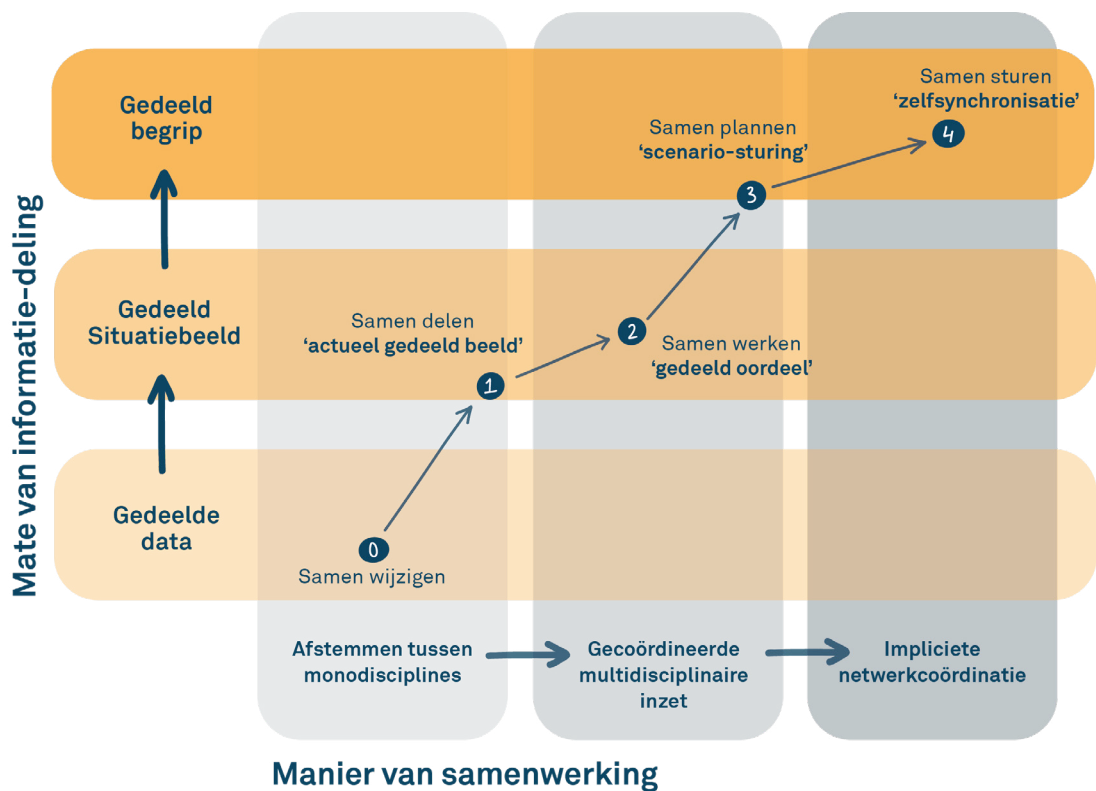 Samen sturen
‘zelfsynchronisatie’
4
Gedeeld
begrip
Samen plannen
‘scenario-sturing’
3
Mate van informatie-deling
Gedeeld
Situatiebeeld
Samen delen
‘actueel gedeeld beeld’
2
Samen werken
‘gedeeld oordeel’
1
Gedeelde
data
0
Samen wijzigen
Afstemmen tussen
monodisciplines
Gecoördineerde
multidisciplinaire
inzet
Impliciete
netwerkcoördinatie
Manier van samenwerking